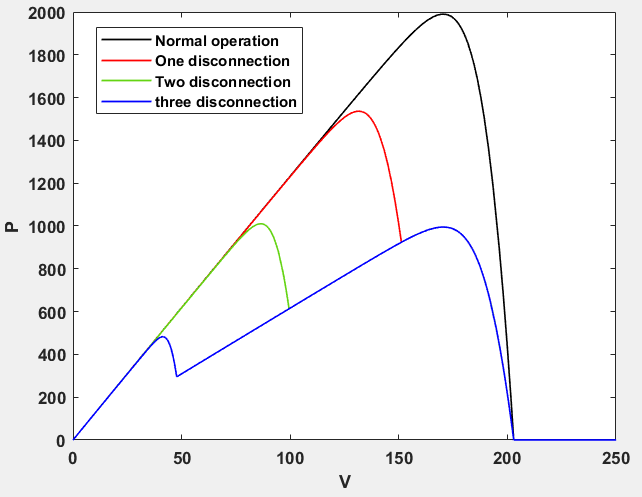 2000
1800
1600
1400
1200
1000
800
600
400
200
0
P
Normal operation
One disconnection
Two disconnection
three disconnection
0 50 100 150 200 250
V